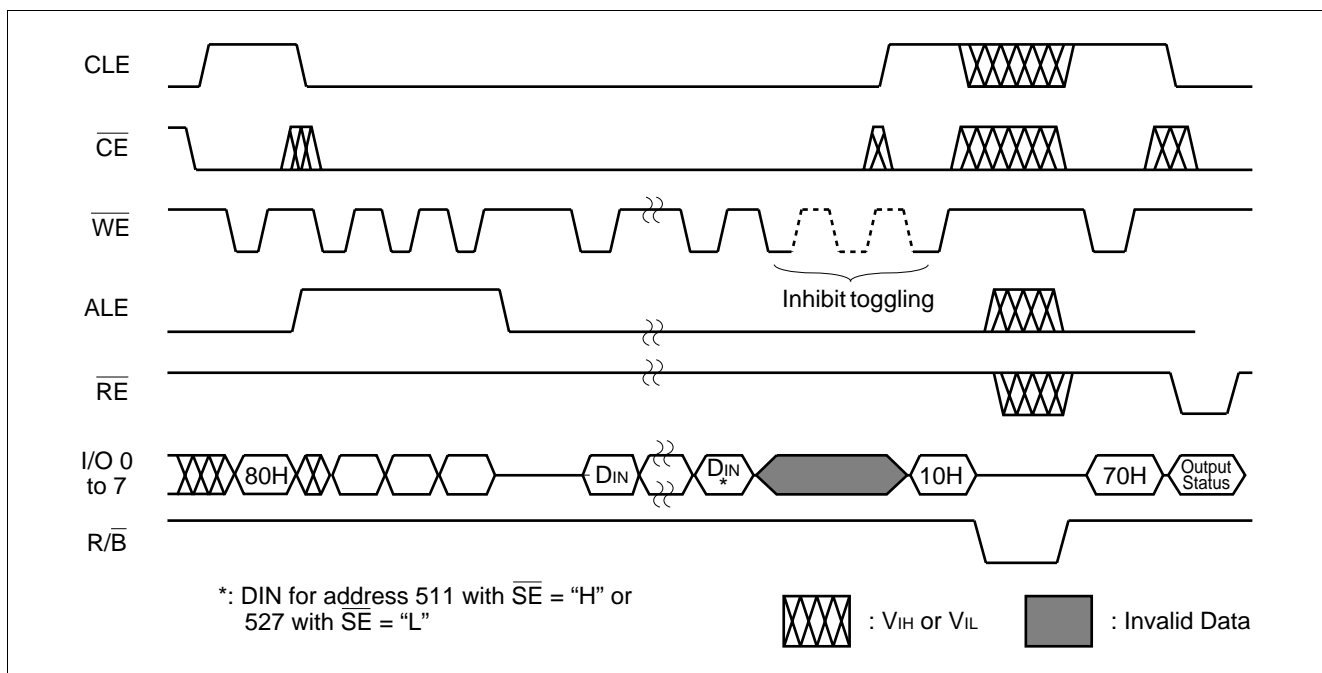 CLE
CE
WE
Inhibit toggling
ALE
RE
I/O 0
to 7
80H
DIN
DIN
*
10H
70H
Output
Status
R/B
*: DIN for address 511 with SE = “H” or
527 with SE = “L”
: VIH or VIL
: Invalid Data